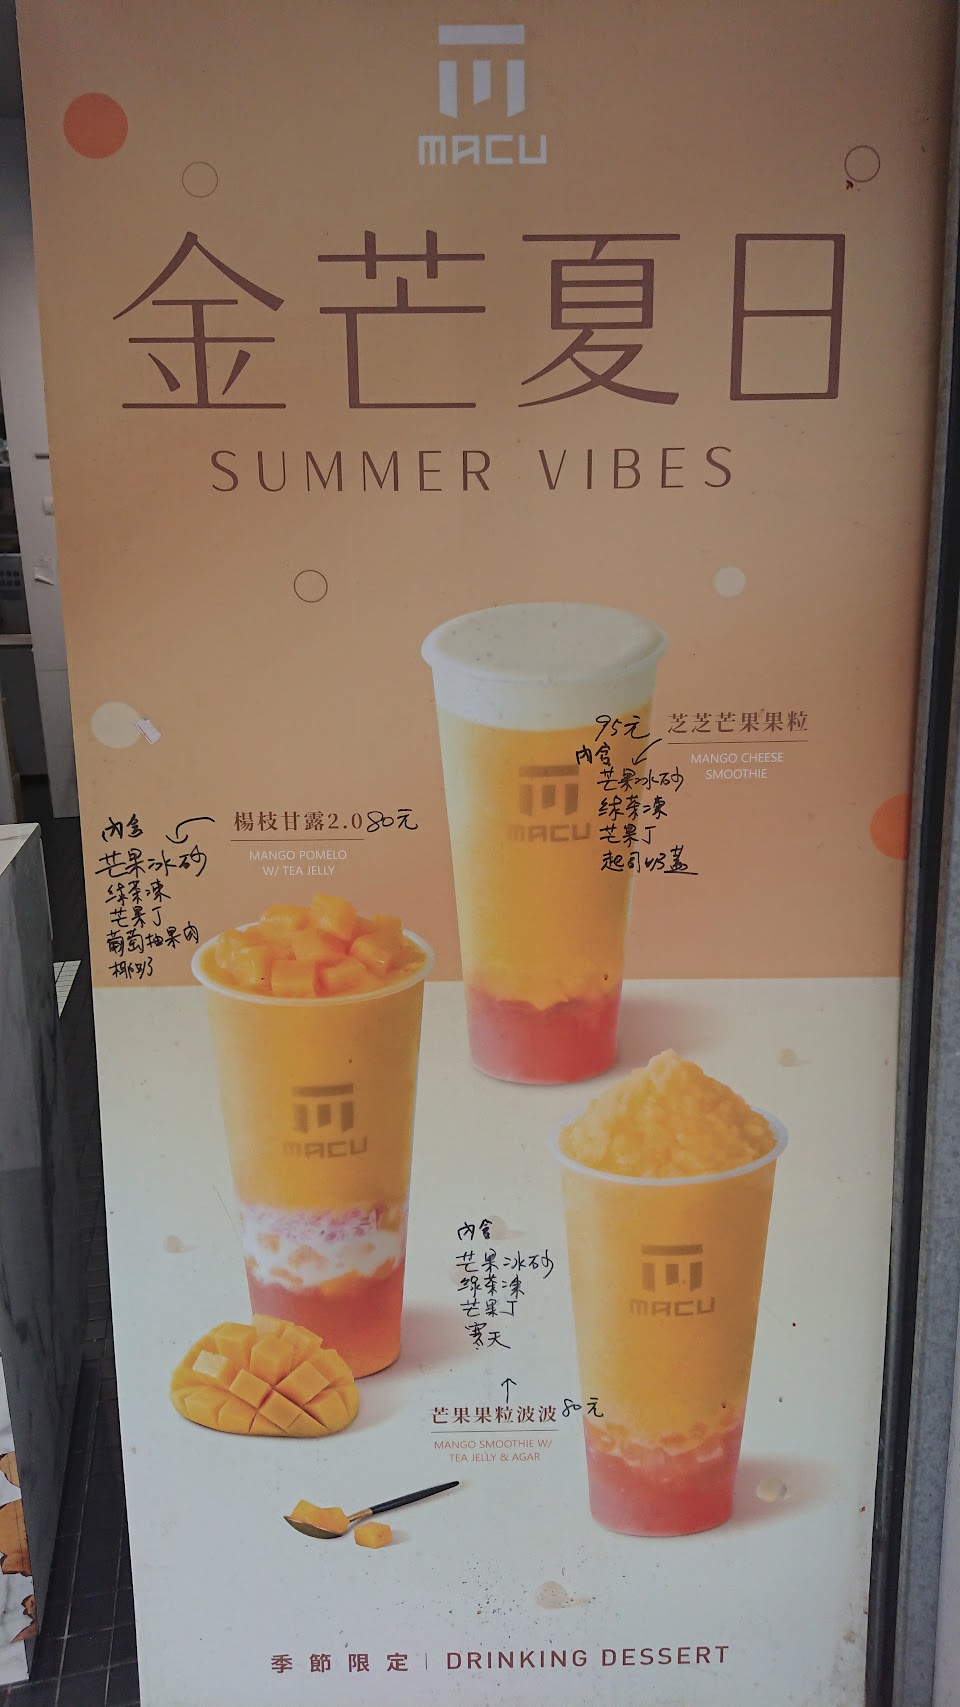 MACU
金芒夏日
SUMMER VIBES
95元
芝芝芒果果粒
MANGO CHEESE
SMOOTHIE
內含
芒果冰砂
綠茶凍
芒果丁
起司奶蓋
MACU
楊枝甘露2.0 80元
MANGO POMELO
W/ TEA JELLY
內含
芒果冰砂
綠茶凍
芒果丁
葡萄柚果肉
椰奶
MACU
內含
芒果冰砂
綠茶凍
芒果丁
寒天
MACU
芒果果粒波波 80元
MANGO SMOOTHIE W/
TEA JELLY & AGAR
季節限定 | DRINKING DESSERT